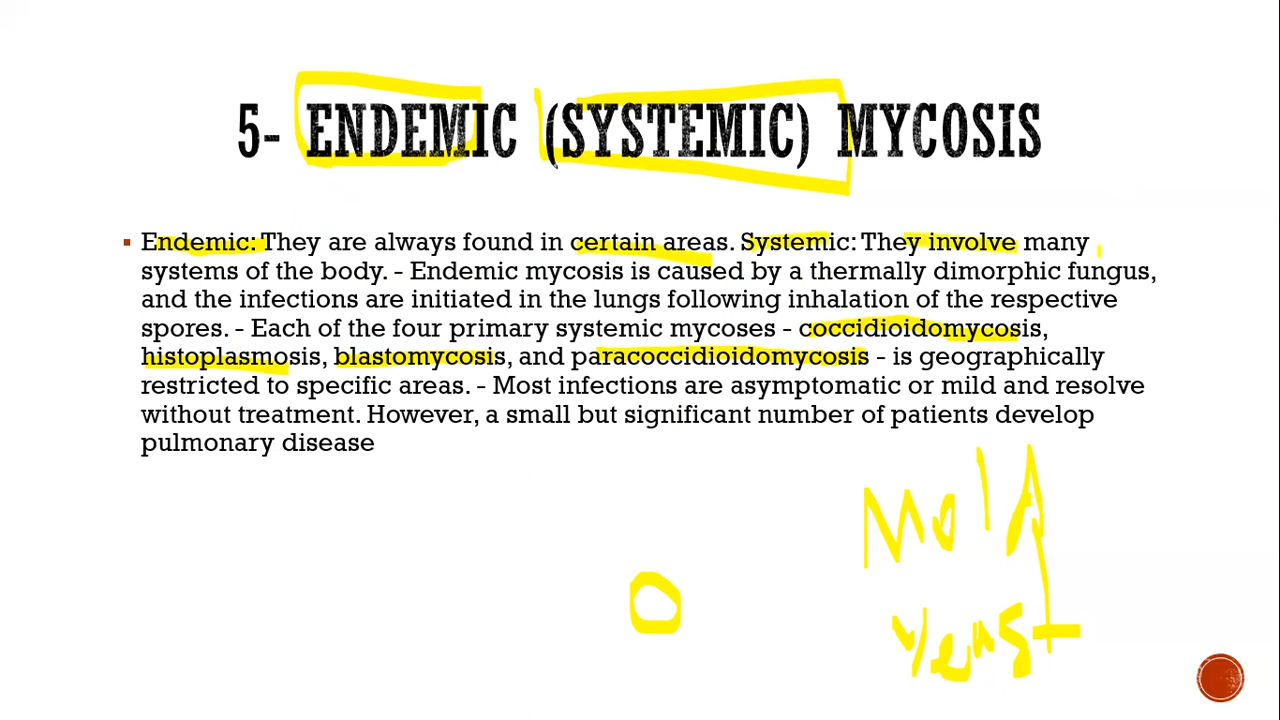 5- ENDEMIC (SYSTEMIC) MYCOSIS
Endemic: They are always found in certain areas. Systemic: They involve many
systems of the body. - Endemic mycosis is caused by a thermally dimorphic fungus,
and the infections are initiated in the lungs following inhalation of the respective
spores. - Each of the four primary systemic mycoses - coccidioidomycosis,
histoplasmosis, blastomycosis, and paracoccidioidomycosis - is geographically
restricted to specific areas. - Most infections are asymptomatic or mild and resolve
without treatment. However, a small but significant number of patients develop
pulmonary disease
Mold
Yeast